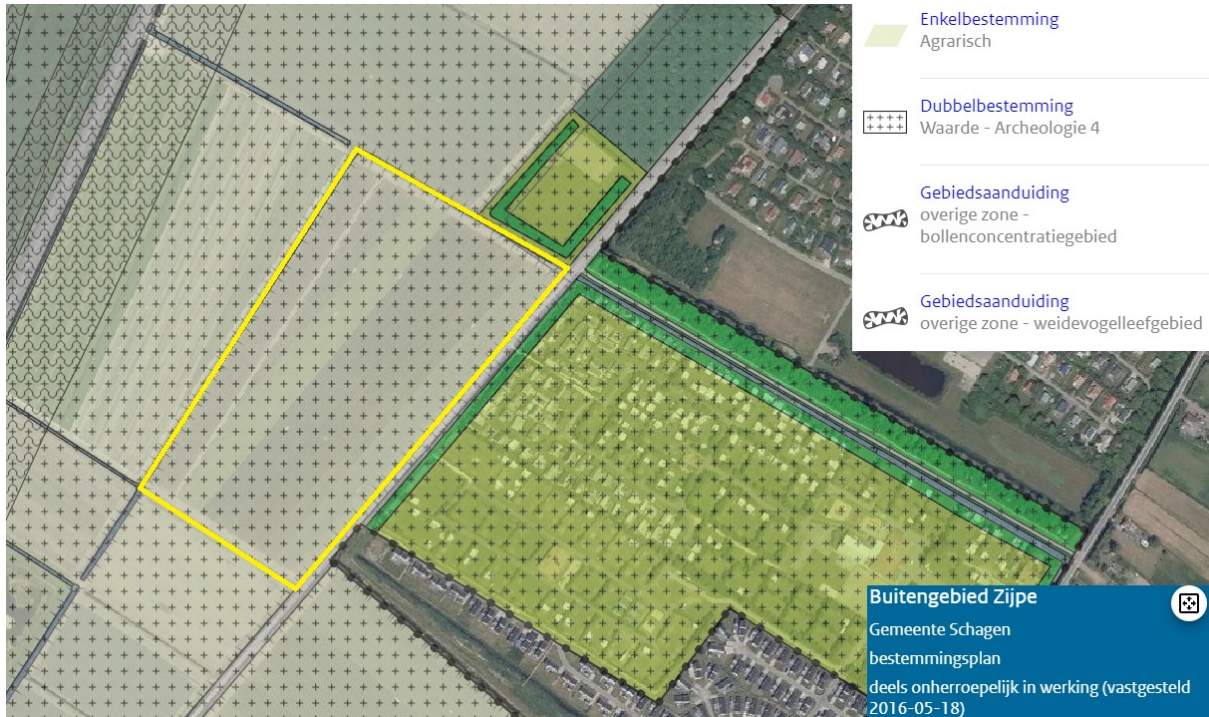 Enkelbestemming
Agrarisch
Dubbelbestemming
Waarde - Archeologie 4
Gebiedsaanduiding
overige zone -
bollenconcentratiegebied
Gebiedsaanduiding
overige zone - weidevogelleefgebied
Buitengebied Zijpe
Gemeente Schagen
bestemmingsplan
deels onherroepelijk in werking (vastgesteld
2016-05-18)